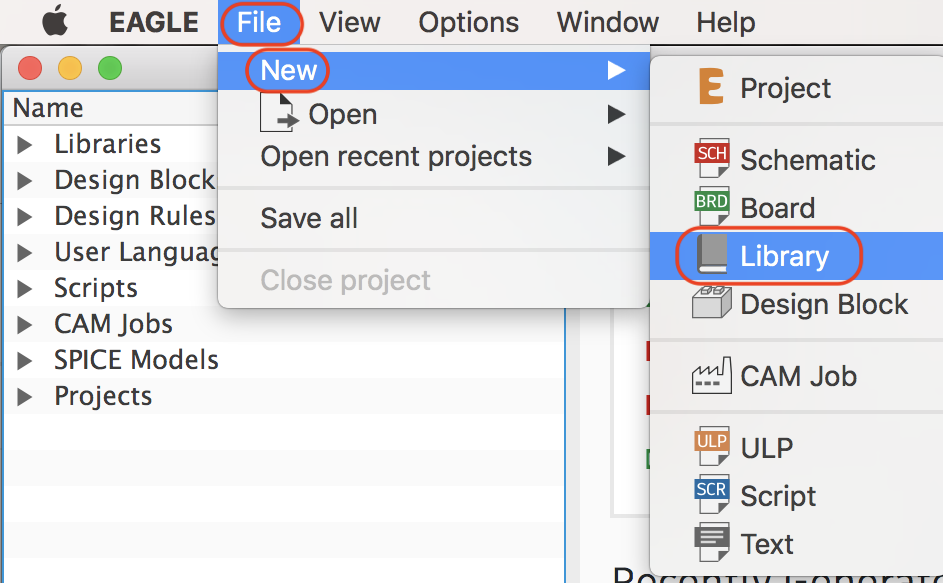 EAGLE File View Options Window Help
Name
Libraries
Design Block
Design Rules
User Languag
Scripts
CAM Jobs
SPICE Models
Projects
New
Open
Open recent projects
Save all
Close project
Project
SCH Schematic
BRD Board
Library
Design Block
CAM Job
ULP ULP
SCR Script
Text
Recently